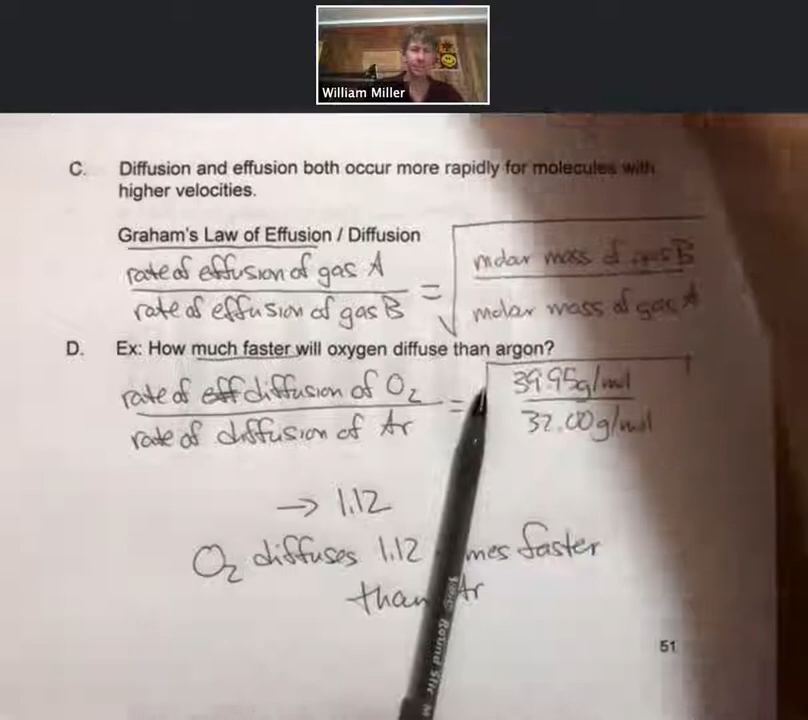 William Miller
C. Diffusion and effusion both occur more rapidly for molecules with
higher velocities.
Graham's Law of Effusion / Diffusion
rate of effusion of gas A
rate of effusion of gas B
=
molar mass of gas B
molar mass of gas A
D. Ex: How much faster will oxygen diffuse than argon?
rate of eff diffusion of O₂
rate of diffusion of Ar
=
39.95g/mol
32.00g/mol
→ 1.12
O₂ diffuses 1.12 mes faster
than Ar
51